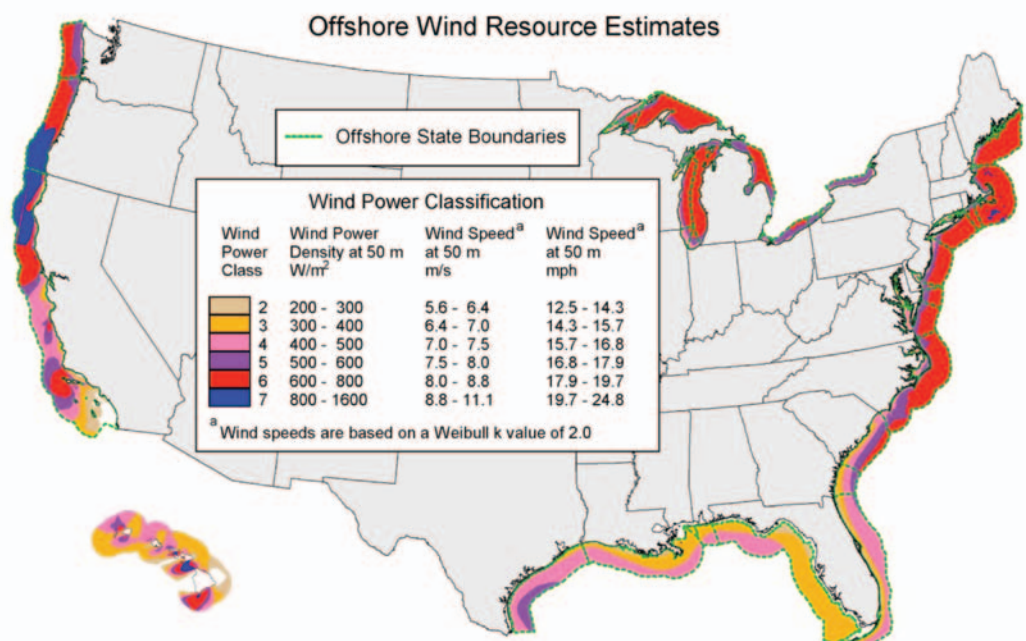 Offshore Wind Resource Estimates
Offshore State Boundaries
Wind Power Classification
Wind Power Class Wind Power Density at 50 m W/m² Wind Speedᵃ at 50 m m/s Wind Speedᵃ at 50 m mph
2 200 - 300 5.6 - 6.4 12.5 - 14.3
3 300 - 400 6.4 - 7.0 14.3 - 15.7
4 400 - 500 7.0 - 7.5 15.7 - 16.8
5 500 - 600 7.5 - 8.0 16.8 - 17.9
6 600 - 800 8.0 - 8.8 17.9 - 19.7
7 800 - 1600 8.8 - 11.1 19.7 - 24.8
ᵃ Wind speeds are based on a Weibull k value of 2.0